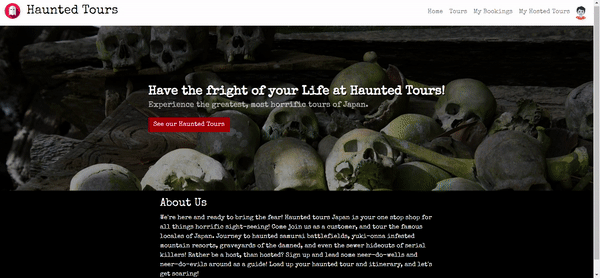 Haunted Tours
Home Tours My Bookings My Hosted Tours
Have the fright of your Life at Haunted Tours!
Experience the greatest, most horrific tours of Japan.
See our Haunted Tours
About Us
We're here and ready to bring the fear! Haunted tours Japan is your one stop shop for
all things horrific sight-seeing! Come join us as a customer, and tour the famous
locales of Japan. Journey to haunted samurai battlefields, yuki-onna infested
mountain resorts, graveyards of the damned, and even the sewer hideouts of serial
killers! Rather be a host, than hosted? Sign up and lead some neer-do-wells and
neer-do-evils around as a guide! Load up your haunted tour and itinerary, and let's
get scaring!